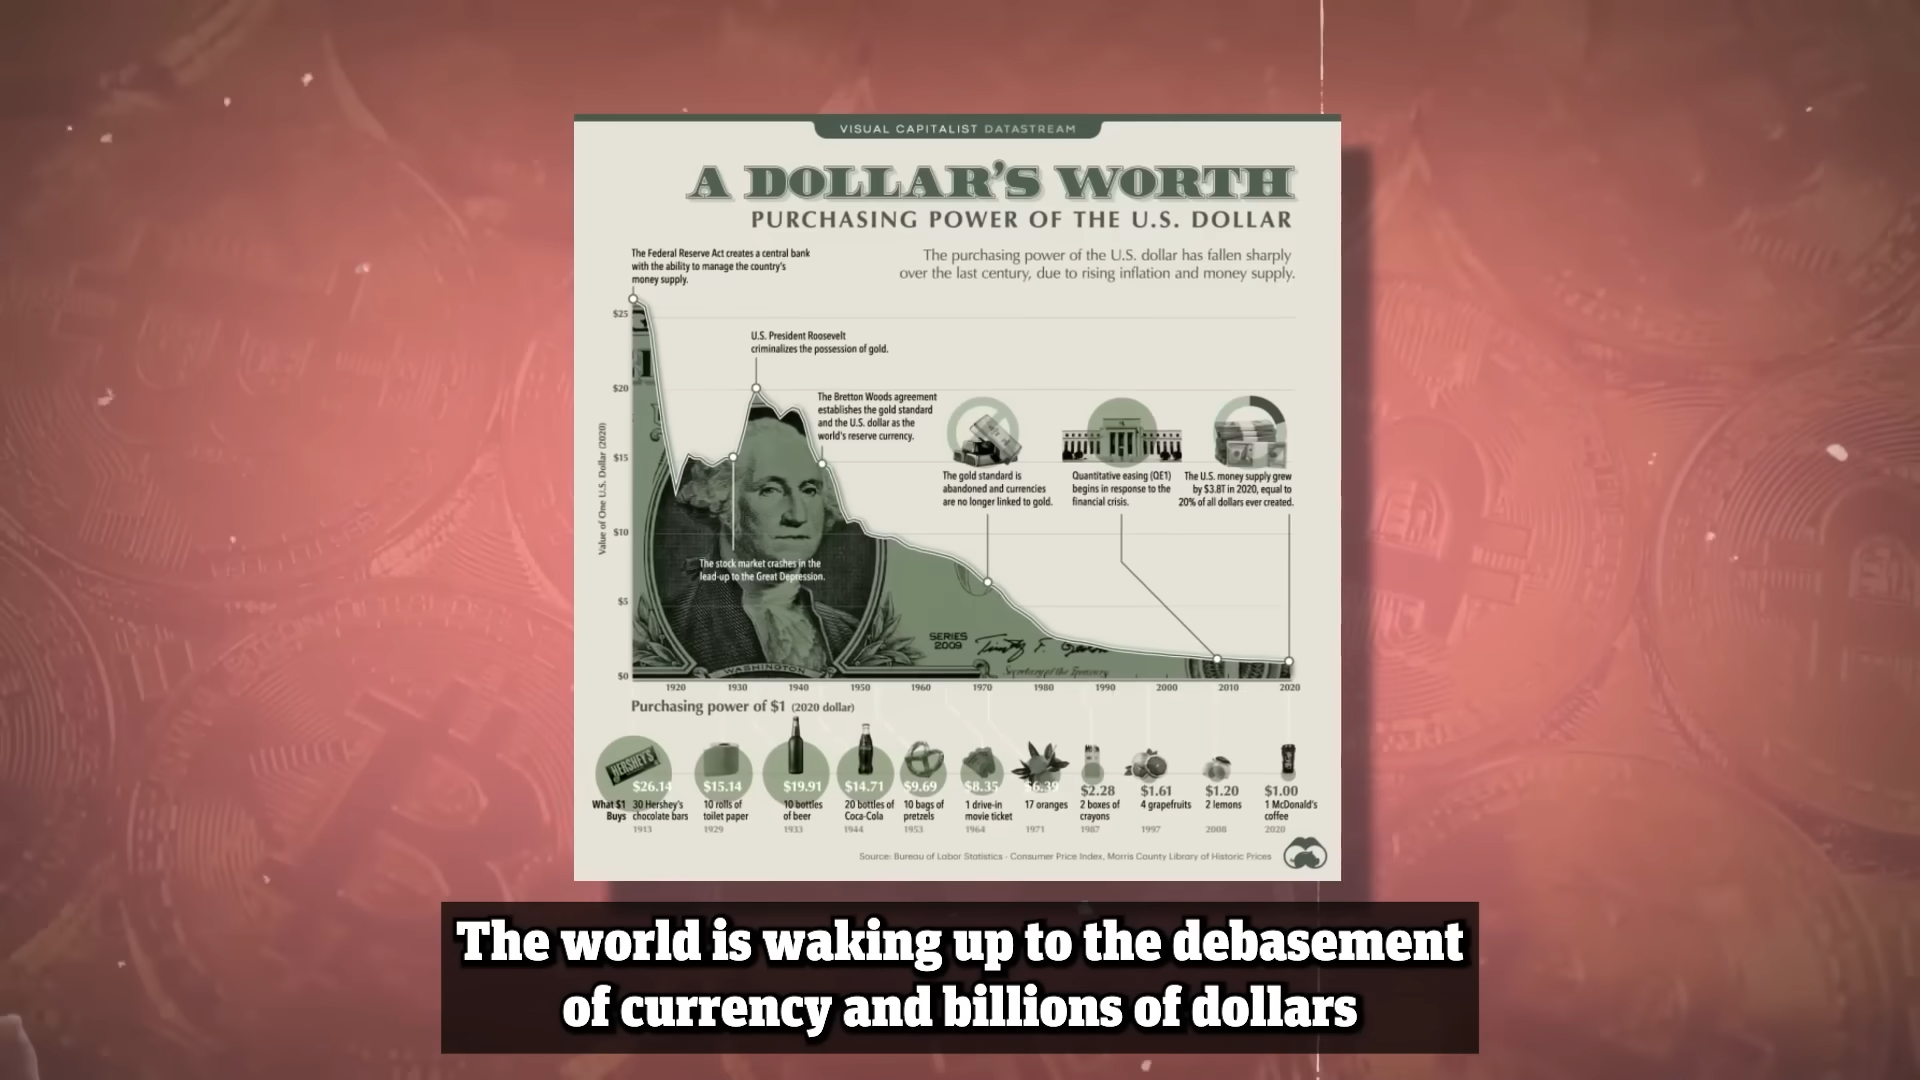 VISUAL CAPITALIST DATASTREAM
A DOLLAR'S WORTH
PURCHASING POWER OF THE U.S. DOLLAR
The purchasing power of the U.S. dollar has fallen sharply
over the last century, due to rising inflation and money supply.
The Federal Reserve Act creates a central bank
with the ability to manage the country's
money supply.
U.S. President Roosevelt
criminalizes the possession of gold.
The Bretton Woods agreement
establishes the gold standard
and the U.S. dollar as the
world's reserve currency.
The gold standard is
abandoned and currencies
are no longer linked to gold.
Quantitative easing (QE1)
begins in response to the
financial crisis.
The U.S. money supply grew
by $3.8T in 2020, equal to
20% of all dollars ever created.
The stock market crashes in the
lead-up to the Great Depression.
Value of One U.S. Dollar (2020)
$25
$20
$15
$10
$5
$0
SERIES
2009
WASHINGTON
Secretary of the Treasury
1920 1930 1940 1950 1960 1970 1980 1990 2000 2010 2020
Purchasing power of $1 (2020 dollar)
HERSHEY'S
$26.14 $15.14 $19.91 $14.71 $9.69 $8.35 $6.39 $2.28 $1.61 $1.20 $1.00
What $1
Buys
30 Hershey's
chocolate bars
1913
10 rolls of
toilet paper
1929
10 bottles
of beer
1933
20 bottles of
Coca-Cola
1944
10 bags of
pretzels
1953
1 drive-in
movie ticket
1964
17 oranges
1971
2 boxes of
crayons
1987
4 grapefruits
1997
2 lemons
2008
1 McDonald's
coffee
2020
Source: Bureau of Labor Statistics - Consumer Price Index, Morris County Library of Historic Prices
The world is waking up to the debasement
of currency and billions of dollars